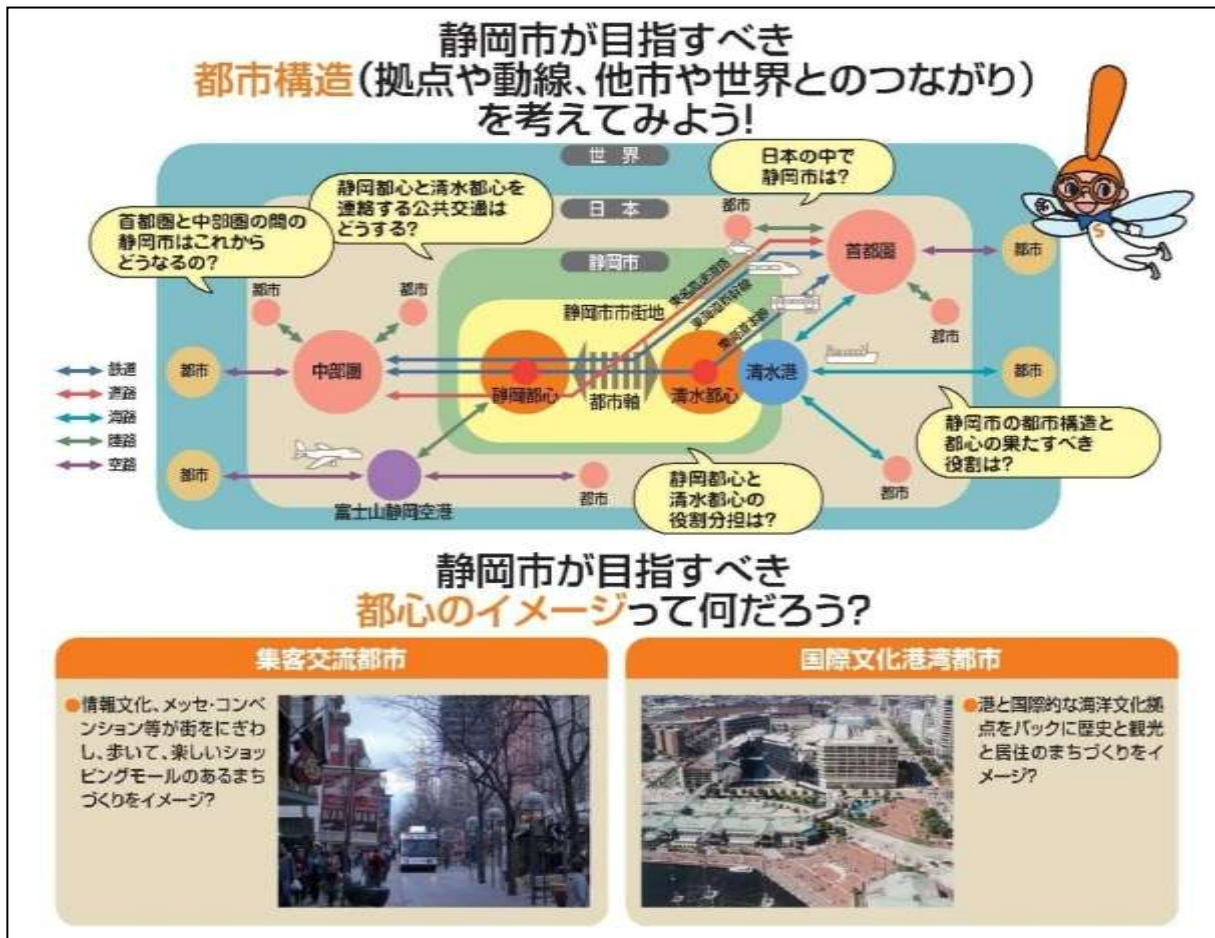 静岡市が目指すべき
都市構造(拠点や動線、他市や世界とのつながり)
を考えてみよう!
世界
日本の中で
静岡市は?
静岡都心と清水都心を
連絡する公共交通は
どうする?
日本
都市
首都圏と中部圏の間の
静岡市はこれから
どうなるの?
静岡市
首都圏
都市
都市
都市
静岡市市街地
東名高速道路
東海道新幹線
東海道本線
都市
鉄道
道路
海路
陸路
空路
都市
中部圏
静岡都心
都市軸
清水都心
清水港
都市
静岡市の都市構造と
都心の果たすべき
役割は?
都市
富士山静岡空港
都市
静岡都心と
清水都心の
役割分担は?
都市
静岡市が目指すべき
都心のイメージって何だろう?
集客交流都市
●情報文化、メッセ・コンベ
ンション等が街をにぎわ
し、歩いて、楽しいショッ
ピングモールのあるまち
づくりをイメージ?
国際文化港湾都市
●港と国際的な海洋文化拠
点をバックに歴史と観光
と居住のまちづくりをイ
メージ?
S